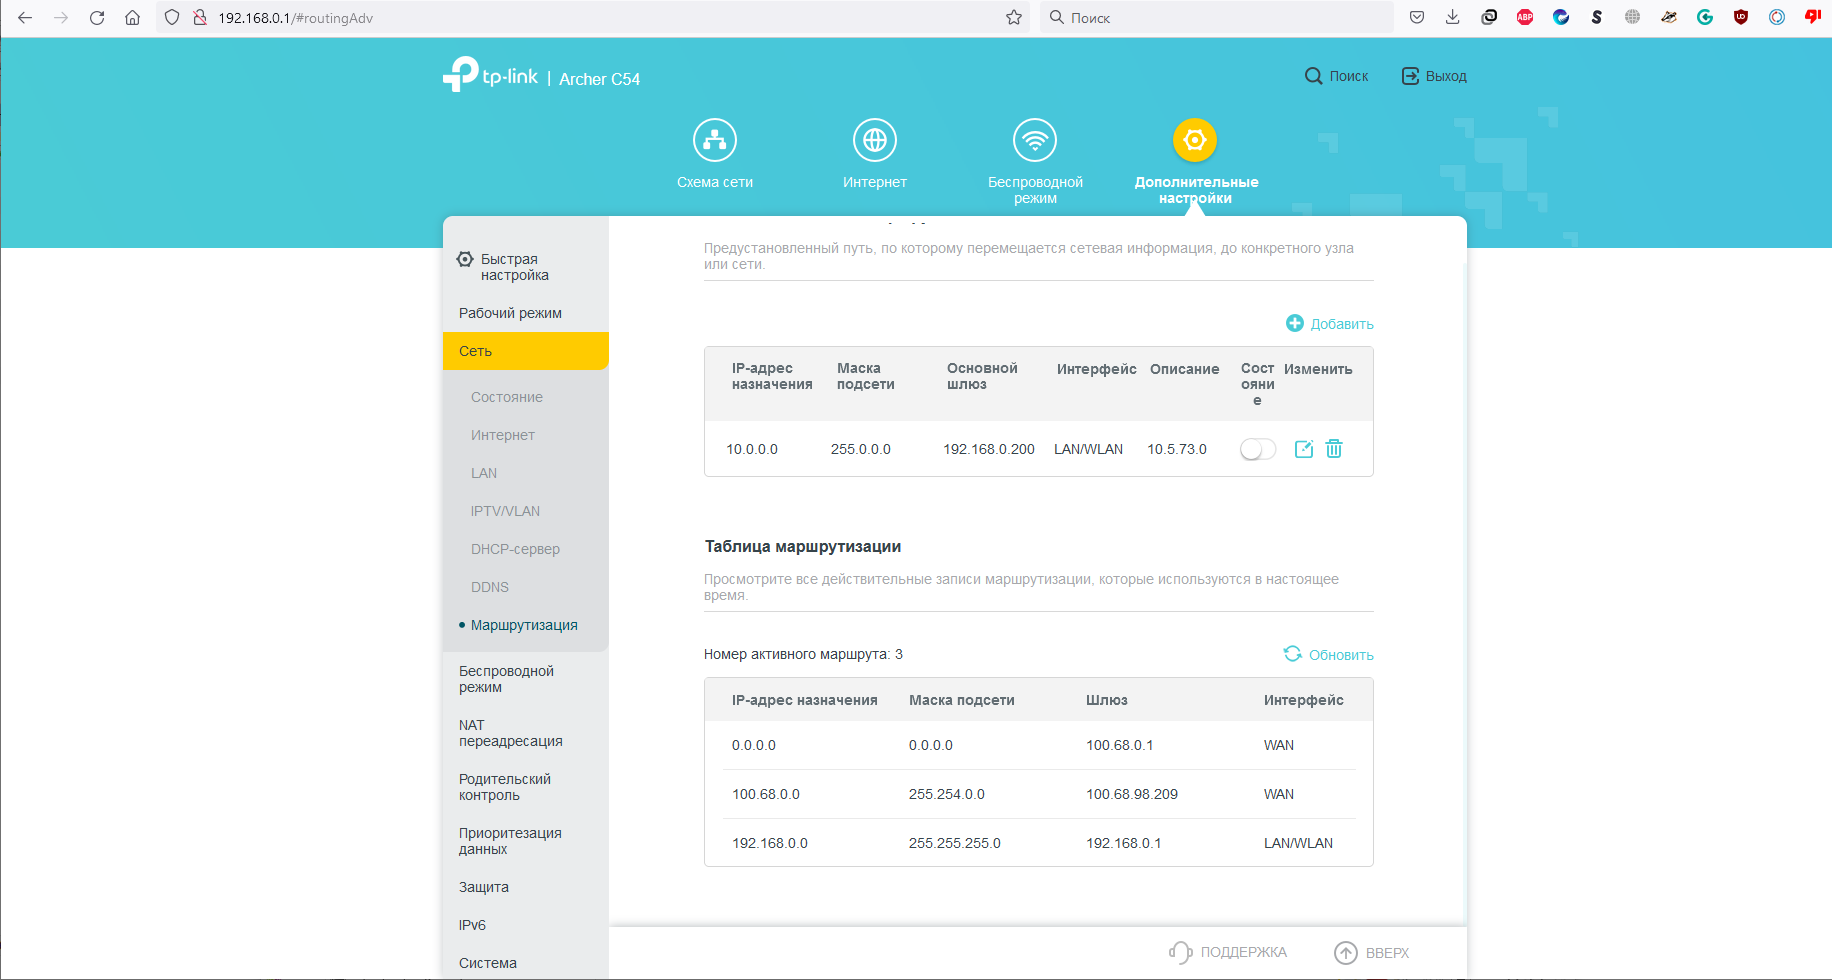 192.168.0.1/#routingAdv
Поиск
tp-link | Archer C54
Поиск
Выход
Схема сети
Интернет
Беспроводной
режим
Дополнительные
настройки
Быстрая
настройка
Рабочий режим
Сеть
Состояние
Интернет
LAN
IPTV/VLAN
DHCP-сервер
DDNS
Маршрутизация
Беспроводной
режим
NAT
переадресация
Родительский
контроль
Приоритезация
данных
Защита
IPv6
Система
Предустановленный путь, по которому перемещается сетевая информация, до конкретного узла
или сети.
Добавить
IP-адрес
назначения
Маска
подсети
Основной
шлюз
Интерфейс
Описание
Сост
ояни
е
Изменить
10.0.0.0 255.0.0.0 192.168.0.200 LAN/WLAN 10.5.73.0
Таблица маршрутизации
Просмотрите все действительные записи маршрутизации, которые используются в настоящее
время.
Номер активного маршрута: 3
Обновить
IP-адрес назначения Маска подсети Шлюз Интерфейс
0.0.0.0 0.0.0.0 100.68.0.1 WAN
100.68.0.0 255.254.0.0 100.68.98.209 WAN
192.168.0.0 255.255.255.0 192.168.0.1 LAN/WLAN
ПОДДЕРЖКА
ВВЕРХ